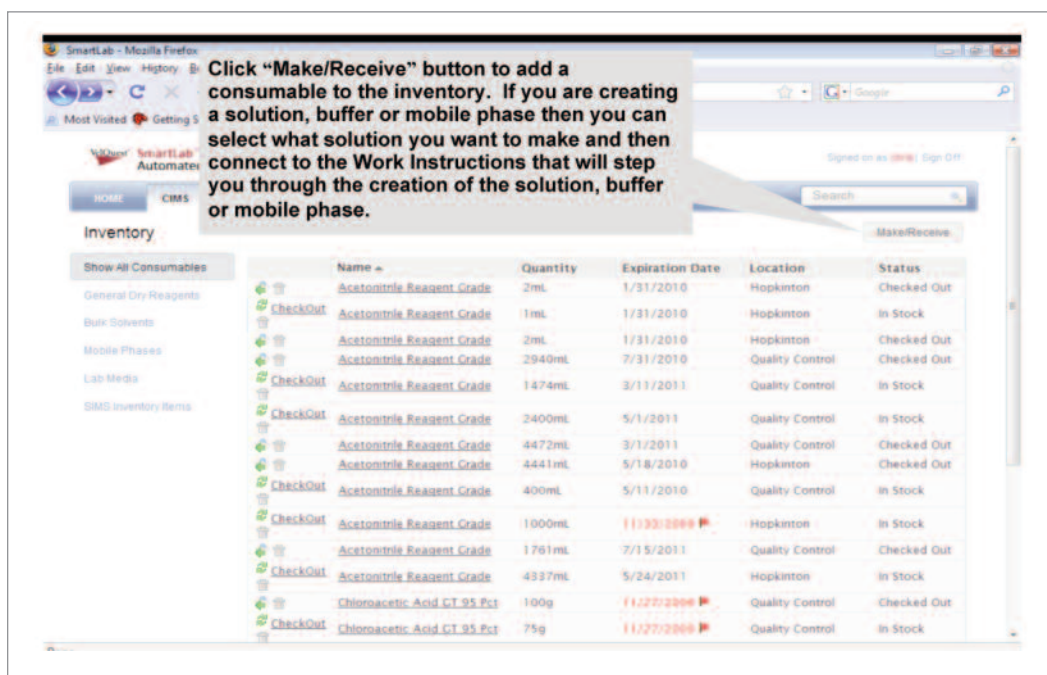 SmartLab - Mozilla Firefox
File Edit View History
Click “Make/Receive” button to add a
consumable to the inventory. If you are creating
a solution, buffer or mobile phase then you can
select what solution you want to make and then
connect to the Work Instructions that will step
you through the creation of the solution, buffer
or mobile phase.
Google
Most Visited Getting S
VelQuest SmartLab
Automate
Signed on as Sign Off
HOME CIMS
Search
Inventory
Make/Receive
Show All Consumables
General Dry Reagents
Bulk Solvents
Mobile Phases
Lab Media
SIMS Inventory Items
Name Quantity Expiration Date Location Status
Acetonitrile Reagent Grade 2mL 1/31/2010 Hopkinton Checked Out
CheckOut Acetonitrile Reagent Grade 1mL 1/31/2010 Hopkinton In Stock
Acetonitrile Reagent Grade 2mL 1/31/2010 Hopkinton Checked Out
Acetonitrile Reagent Grade 2940mL 7/31/2010 Quality Control Checked Out
CheckOut Acetonitrile Reagent Grade 1474mL 3/11/2011 Quality Control In Stock
CheckOut Acetonitrile Reagent Grade 2400mL 5/1/2011 Quality Control In Stock
Acetonitrile Reagent Grade 4472mL 3/1/2011 Quality Control Checked Out
Acetonitrile Reagent Grade 4441mL 5/18/2010 Hopkinton Checked Out
CheckOut Acetonitrile Reagent Grade 400mL 5/11/2010 Quality Control In Stock
CheckOut Acetonitrile Reagent Grade 1000mL Hopkinton In Stock
Acetonitrile Reagent Grade 1761mL 7/15/2011 Quality Control Checked Out
CheckOut Acetonitrile Reagent Grade 4337mL 5/24/2011 Hopkinton In Stock
Chloroacetic Acid GT 95 Pct 100g Quality Control Checked Out
CheckOut Chloroacetic Acid GT 95 Pct 75g Quality Control In Stock